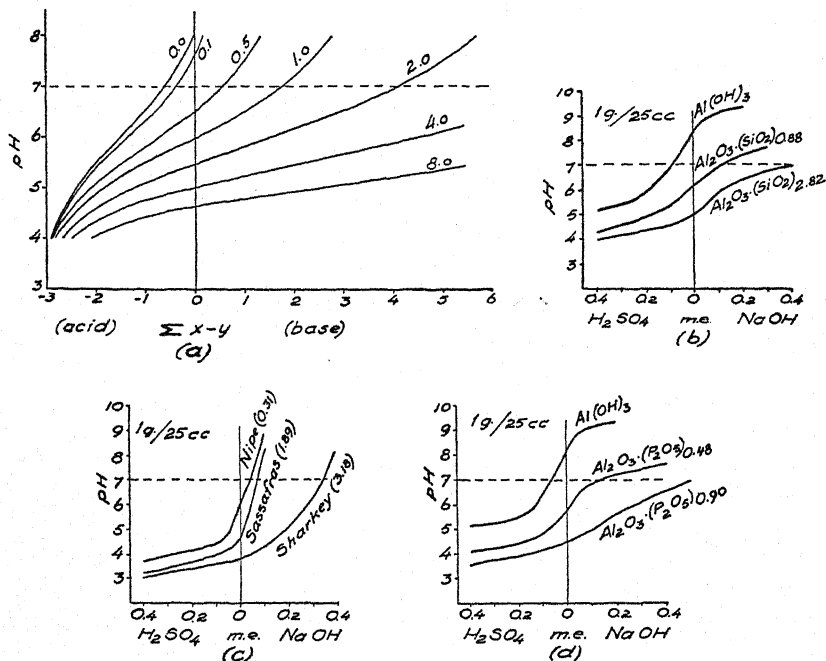 8
7
6
5
4
3
pH
0.0
0.1
0.5
1.0
2.0
4.0
8.0
-3 -2 -1 0 1 2 3 4 5 6
(acid) Σ x-y (base)
(a)
10
9
8
7
6
5
4
3
pH
1g./25cc
Al(OH)3
Al2O3.(SiO2)0.88
Al2O3.(SiO2)2.82
0.4 0.2 0 0.2 0.4
H2SO4 m.e. NaOH
(b)
10
9
8
7
6
5
4
3
pH
1g./25cc
Nipe (0.31)
Sassafras (1.89)
Sharkey (3.18)
0.4 0.2 0 0.2 0.4
H2SO4 m.e. NaOH
(c)
10
9
8
7
6
5
4
3
pH
1g/25cc
Al(OH)3
Al2O3.(P2O5)0.48
Al2O3.(P2O5)0.90
0.4 0.2 0 0.2 0.4
H2SO4 m.e. NaOH
(d)